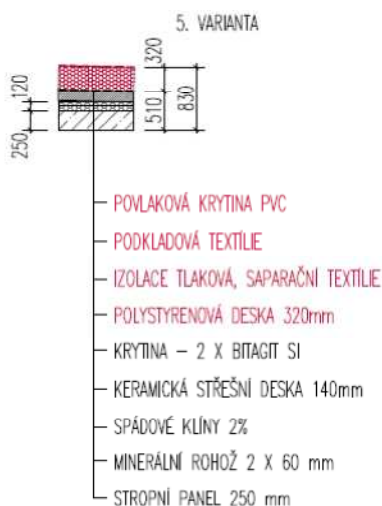 5. VARIANTA
320
120
510
830
250
POVLAKOVÁ KRYTINA PVC
PODKLADOVÁ TEXTÍLIE
IZOLACE TLAKOVÁ, SAPARAČNÍ TEXTÍLIE
POLYSTYRENOVÁ DESKA 320mm
KRYTINA – 2 X BITAGIT SI
KERAMICKÁ STŘEŠNÍ DESKA 140mm
SPÁDOVÉ KLÍNY 2%
MINERÁLNÍ ROHOŽ 2 X 60 mm
STROPNÍ PANEL 250 mm